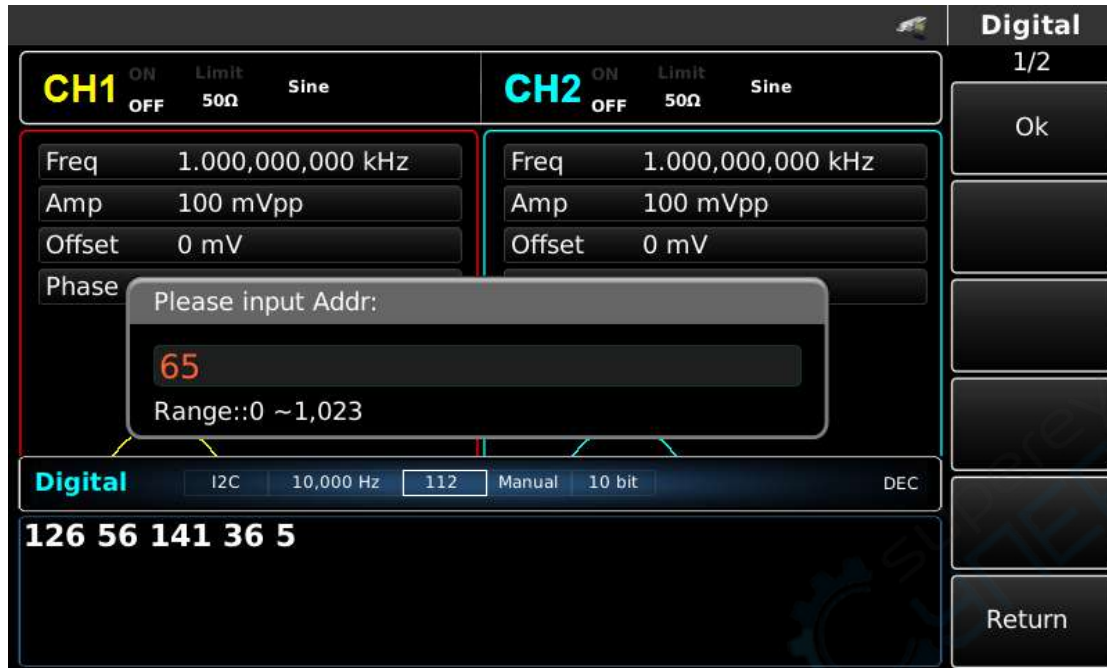 Digital
1/2
CH1 ON OFF Limit 50Ω Sine
CH2 ON OFF Limit 50Ω Sine
Ok
Freq 1.000,000,000 kHz
Amp 100 mVpp
Offset 0 mV
Phase
Freq 1.000,000,000 kHz
Amp 100 mVpp
Offset 0 mV
Please input Addr:
65
Range::0 ~1,023
Digital I2C 10,000 Hz 112 Manual 10 bit DEC
126 56 141 36 5
Return